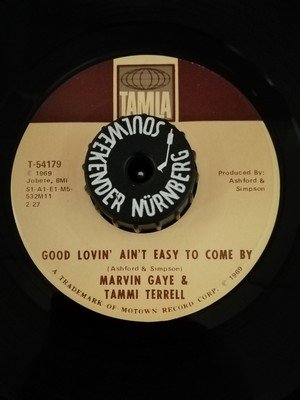 TAMLA
T-54179
℗ 1969
Jobete, BMI
S1-A1-E1-M5-
532M11
2:27
SOULWEEKENDER NÜRNBERG
Produced By:
Ashford &
Simpson
GOOD LOVIN' AIN'T EASY TO COME BY
(Ashford & Simpson)
MARVIN GAYE &
TAMMI TERRELL
A TRADEMARK OF MOTOWN RECORD CORP. ℗ 1969